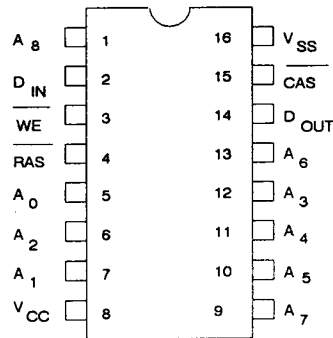 A8 1 16 VSS
DIN 2 15 CAS
WE 3 14 DOUT
RAS 4 13 A6
A0 5 12 A3
A2 6 11 A4
A1 7 10 A5
VCC 8 9 A7